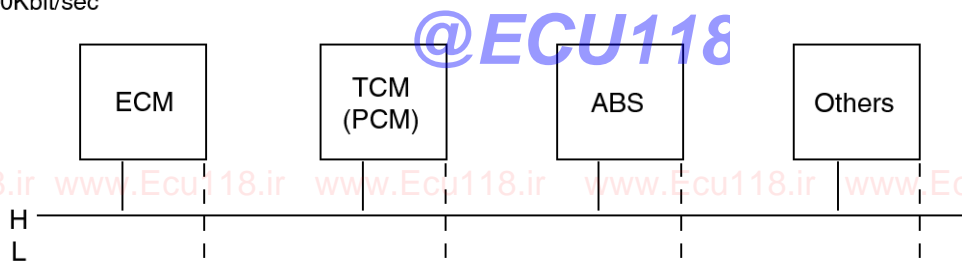 0Kbit/sec
@ECU118
ECM
TCM
(PCM)
ABS
Others
8.ir www.Ecu118.ir www.Ecu118.ir www.Ecu118.ir www.Ec
H
L